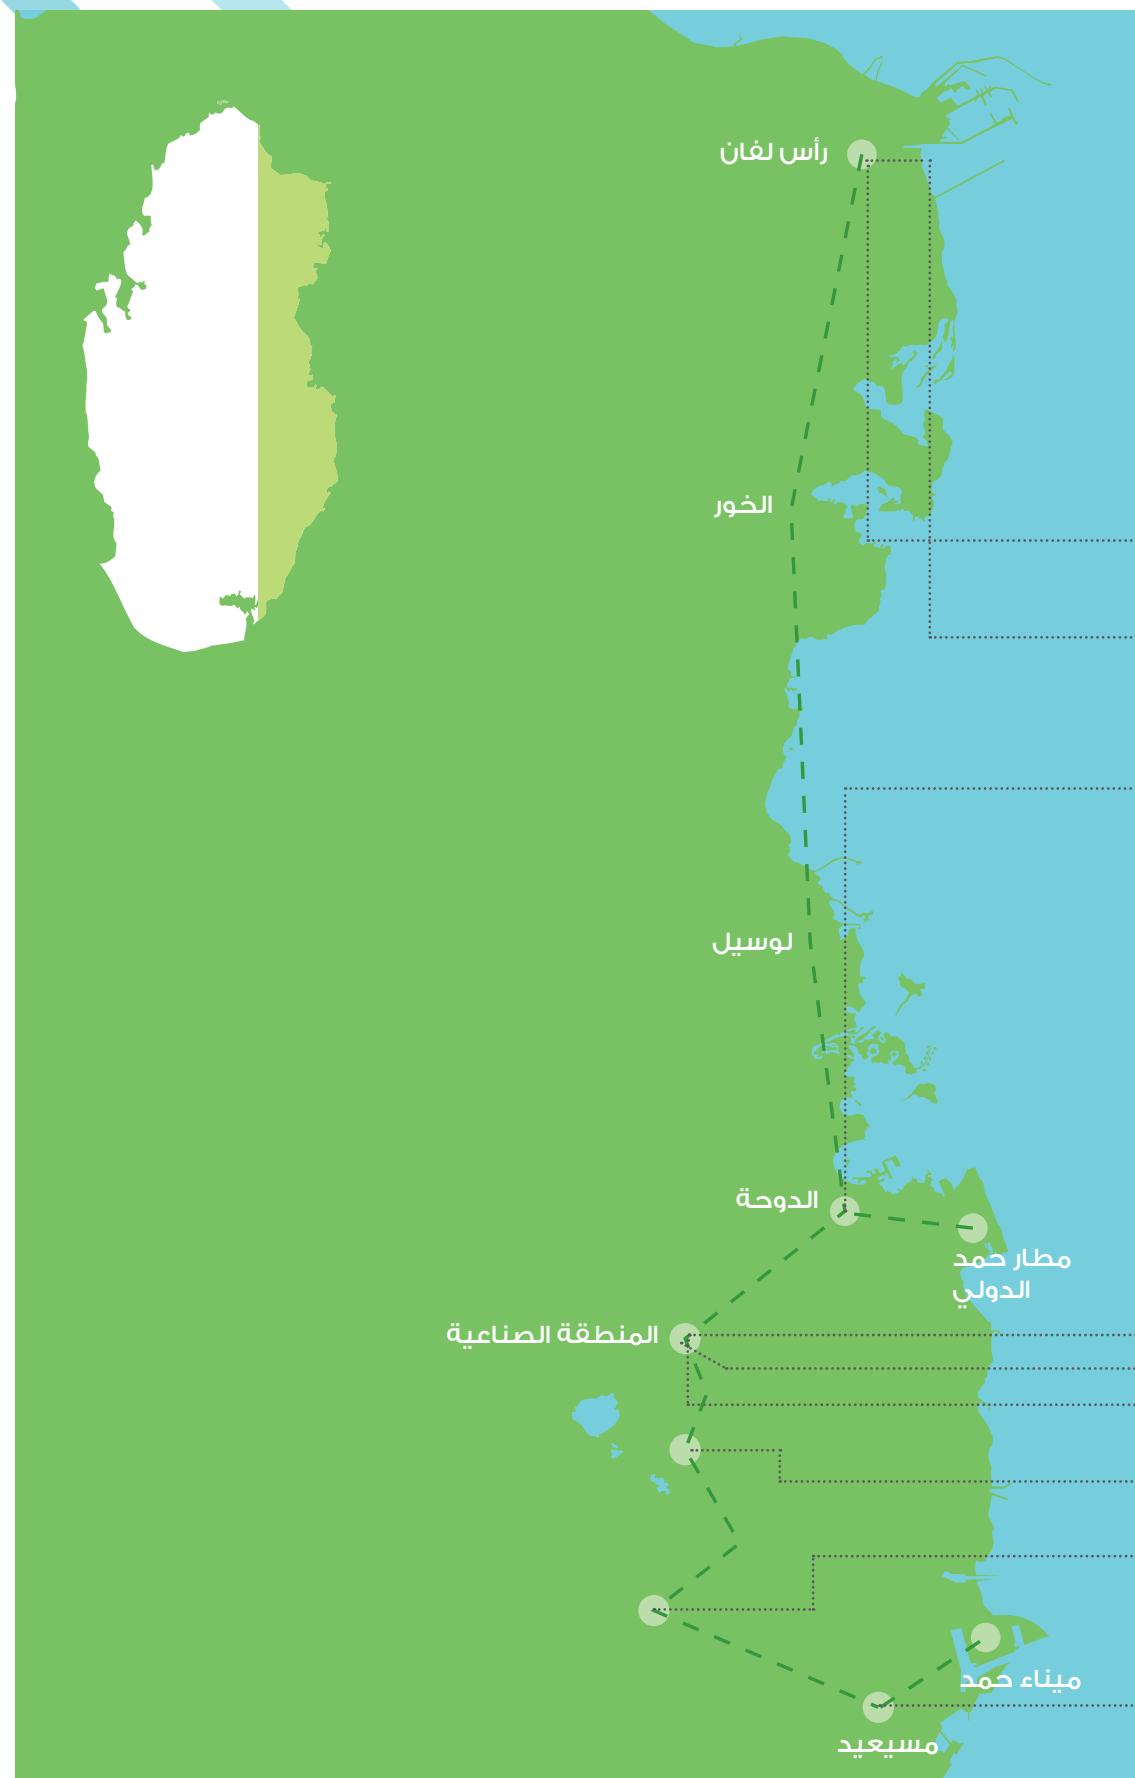 رأس لفان
الخور
لوسيل
الدوحة
مطار حمد
الدولي
المنطقة الصناعية
ميناء حمد
مسيعيد